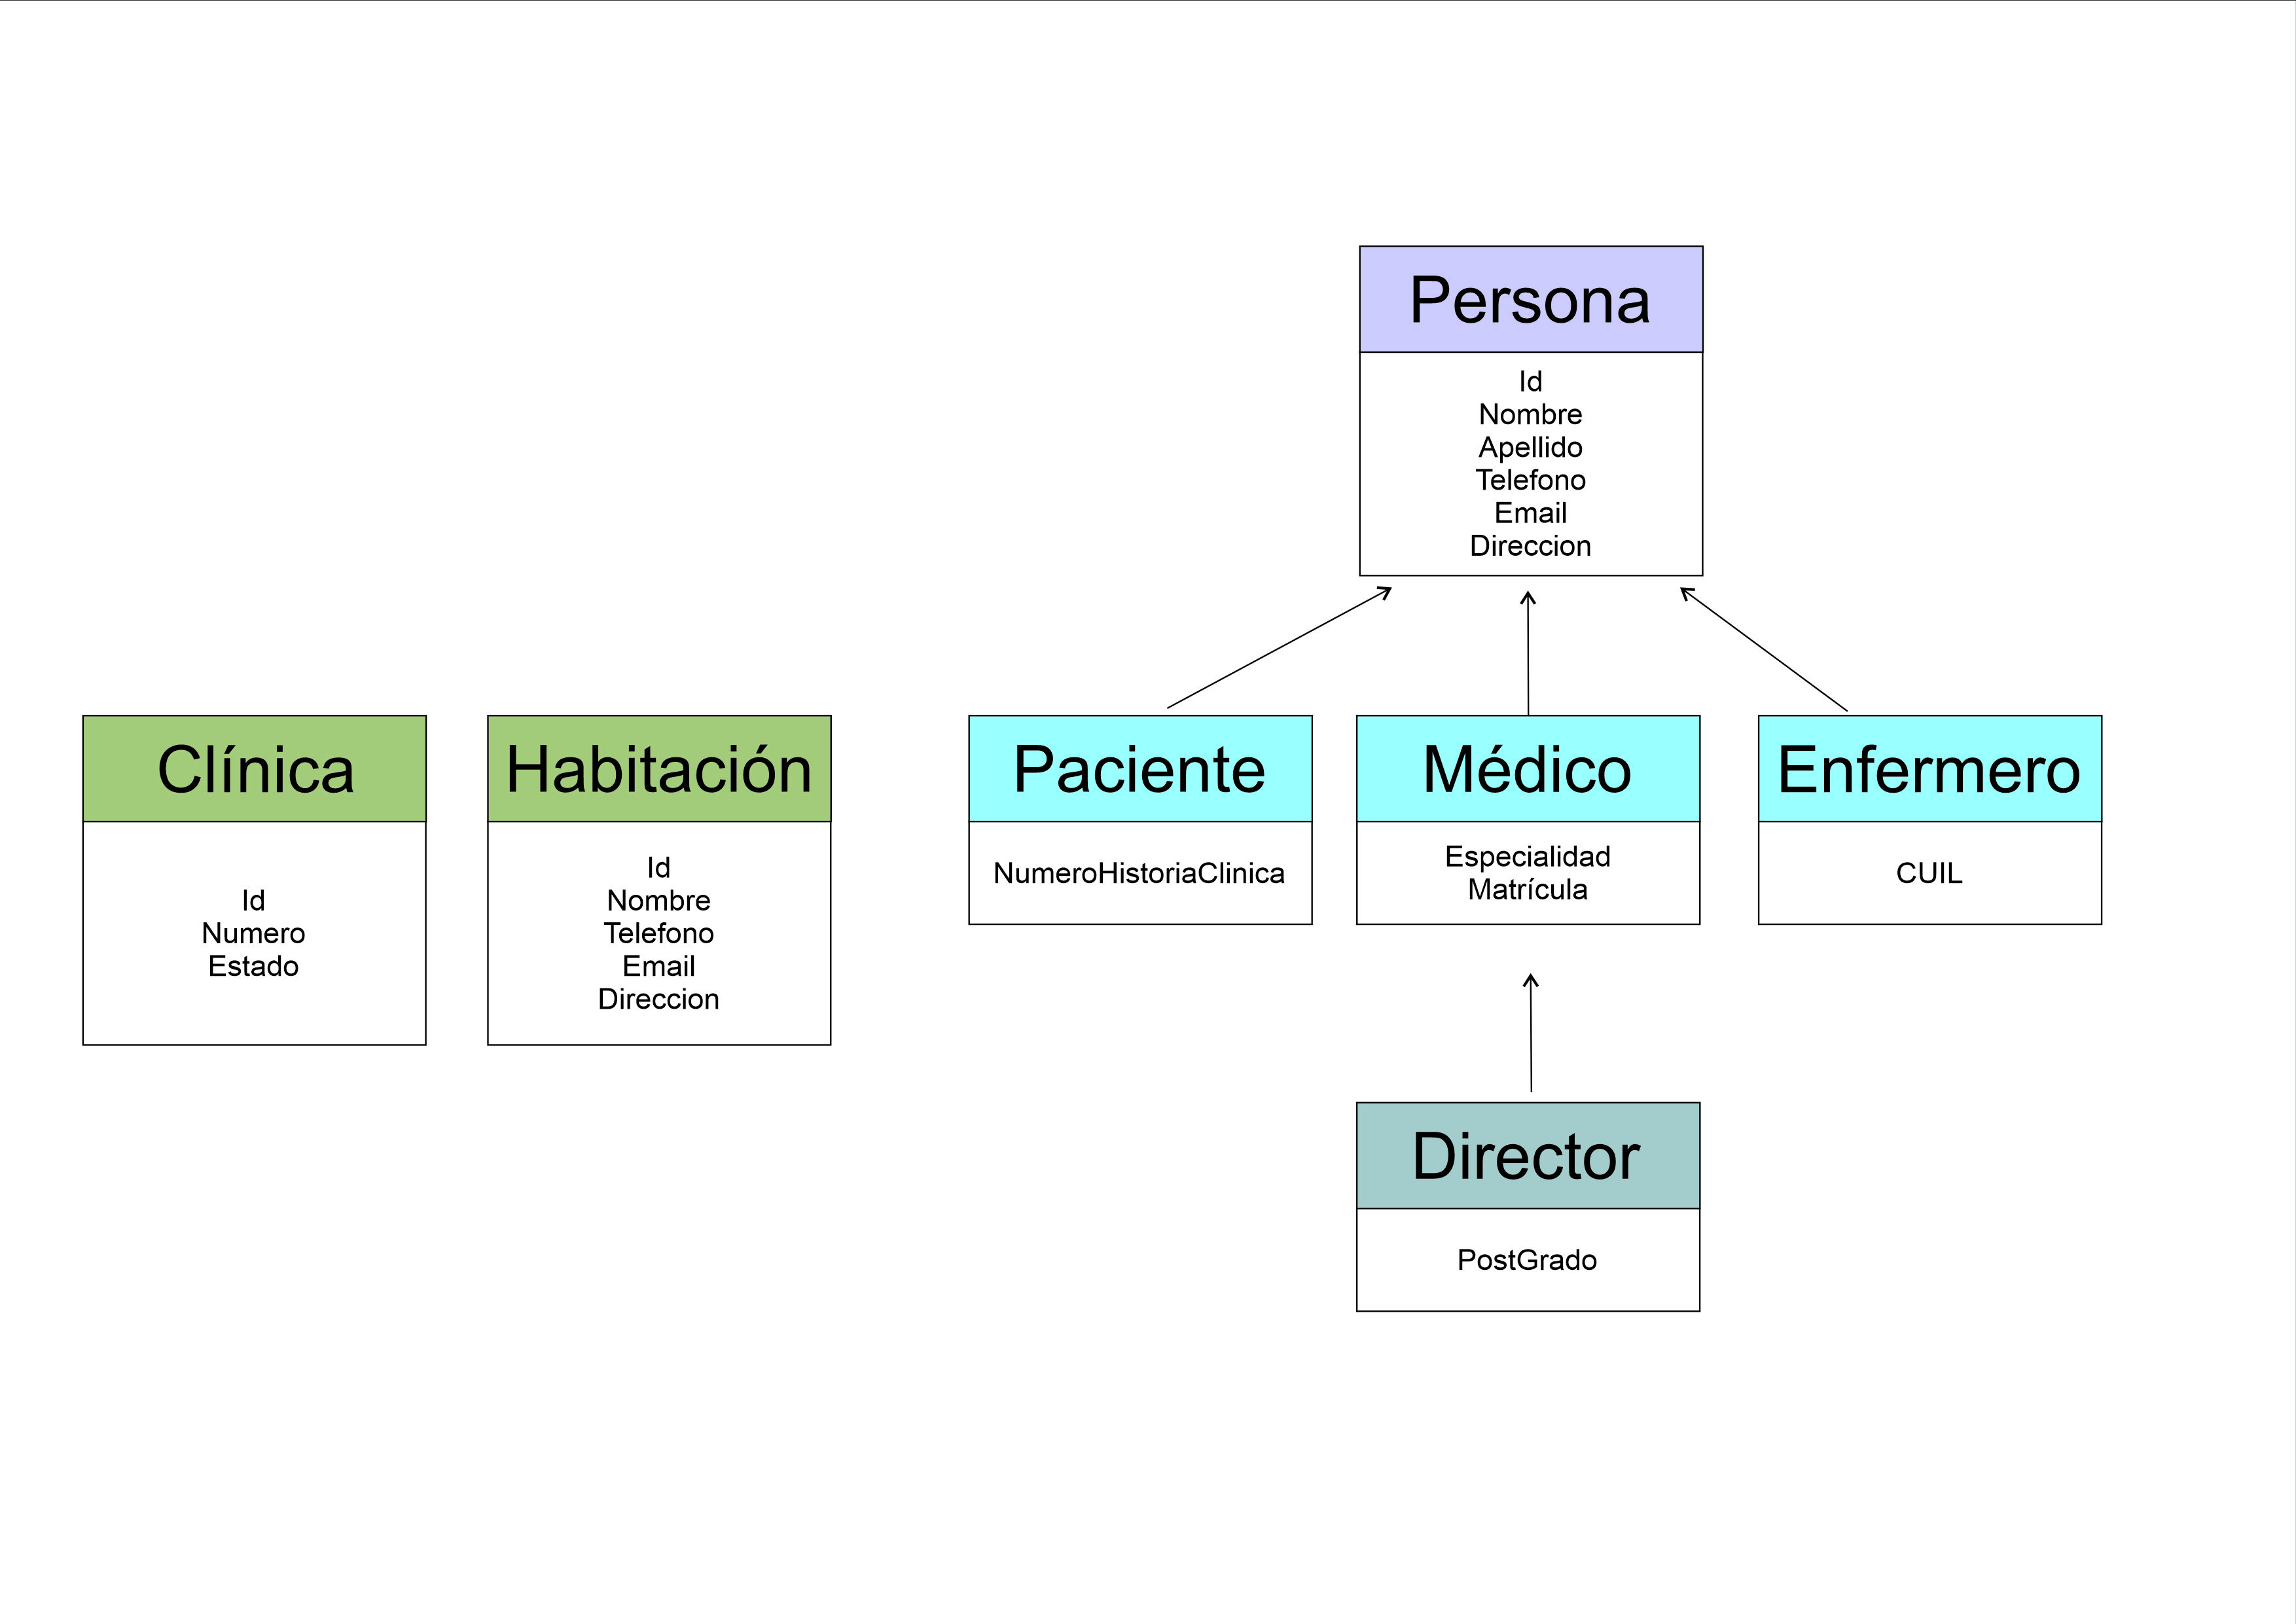 Persona
Id
Nombre
Apellido
Telefono
Email
Direccion
Clínica
Id
Numero
Estado
Habitación
Id
Nombre
Telefono
Email
Direccion
Paciente
NumeroHistoriaClinica
Médico
Especialidad
Matrícula
Enfermero
CUIL
Director
PostGrado